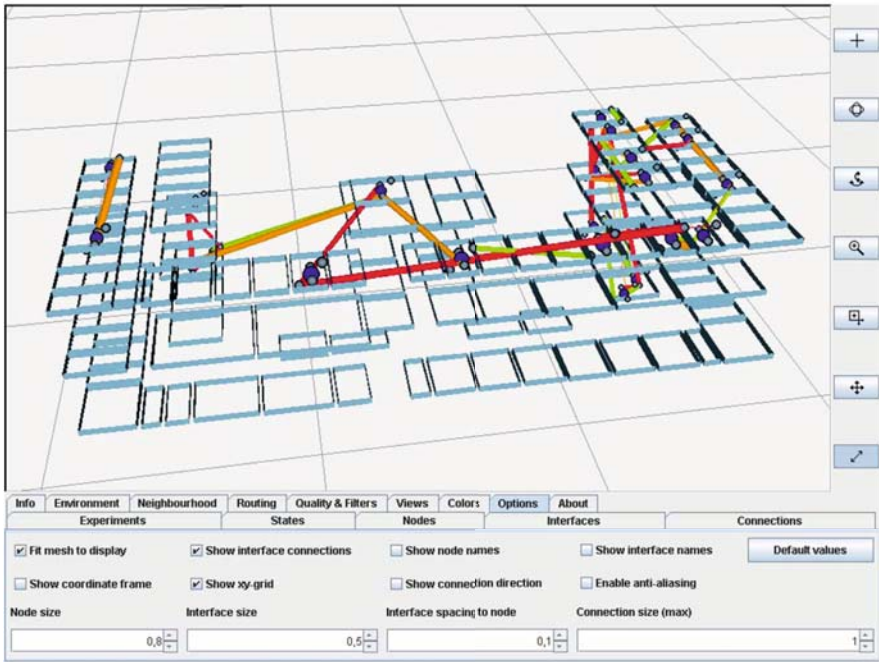 Info Environment Neighbourhood Routing Quality & Filters Views Colors Options About
Experiments States Nodes Interfaces Connections
Fit mesh to display Show interface connections Show node names Show interface names Default values
Show coordinate frame Show xy-grid Show connection direction Enable anti-aliasing
Node size Interface size Interface spacing to node Connection size (max)
0,8 0,5 0,1 1